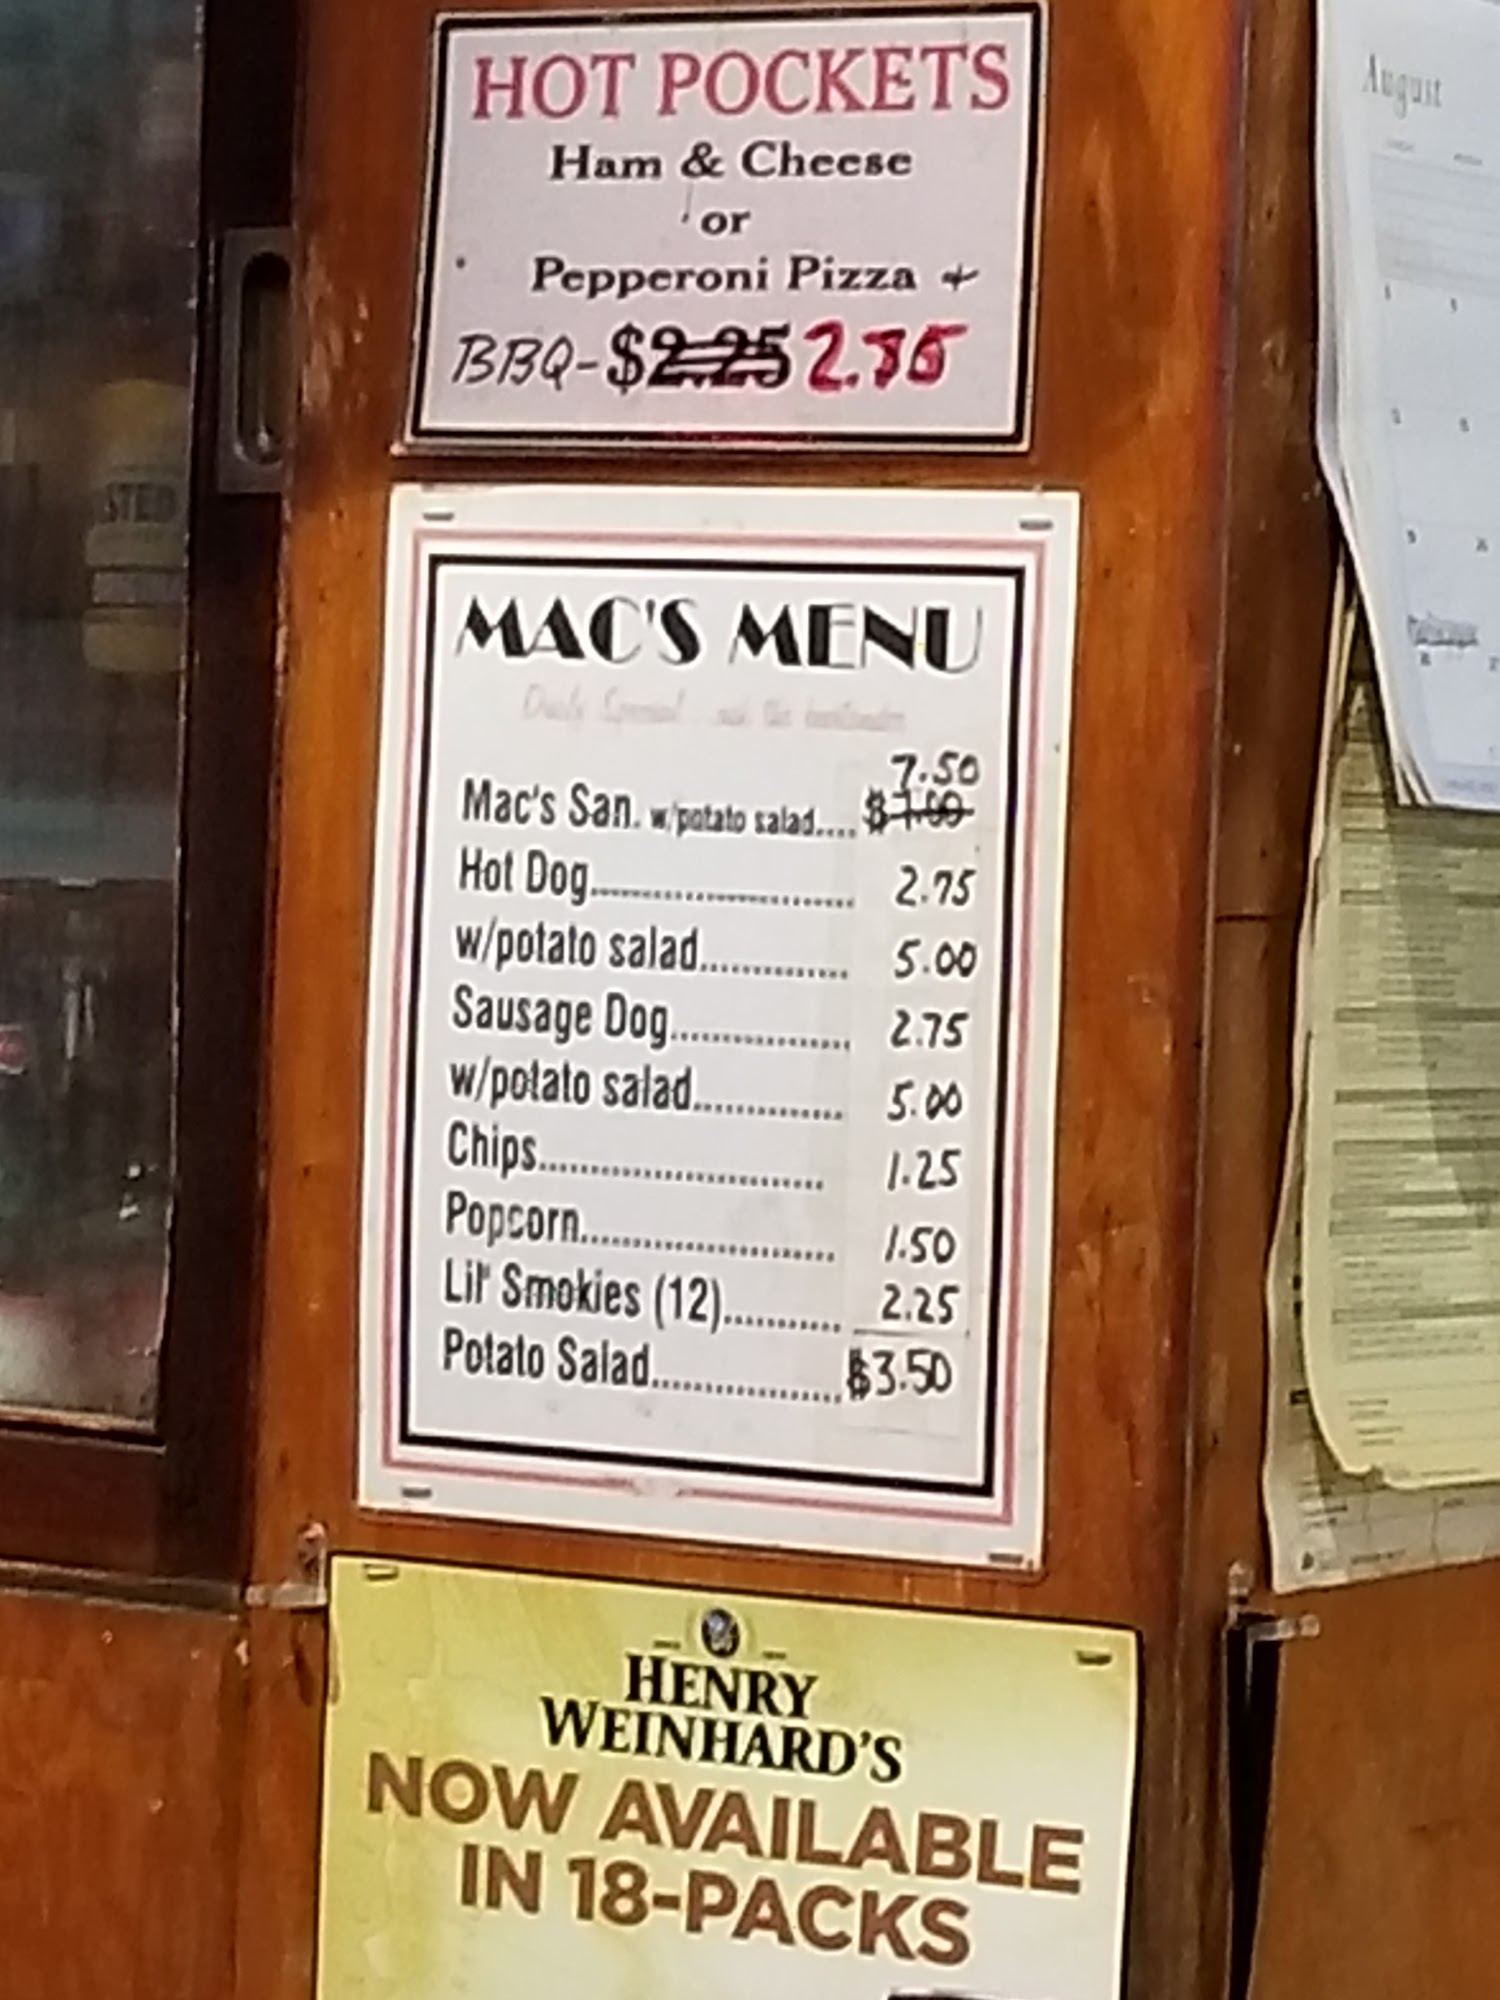 HOT POCKETS
Ham & Cheese
or
Pepperoni Pizza +
BBQ-$2.25 2.75
MAC'S MENU
Daily Special
7.50
Mac's San. w/potato salad.... $7.00
Hot Dog.......................... 2.75
w/potato salad............... 5.00
Sausage Dog.................. 2.75
w/potato salad............... 5.00
Chips............................ 1.25
Popcorn......................... 1.50
Lil' Smokies (12)............ 2.25
Potato Salad...................$3.50
HENRY
WEINHARD'S
NOW AVAILABLE
IN 18-PACKS
August